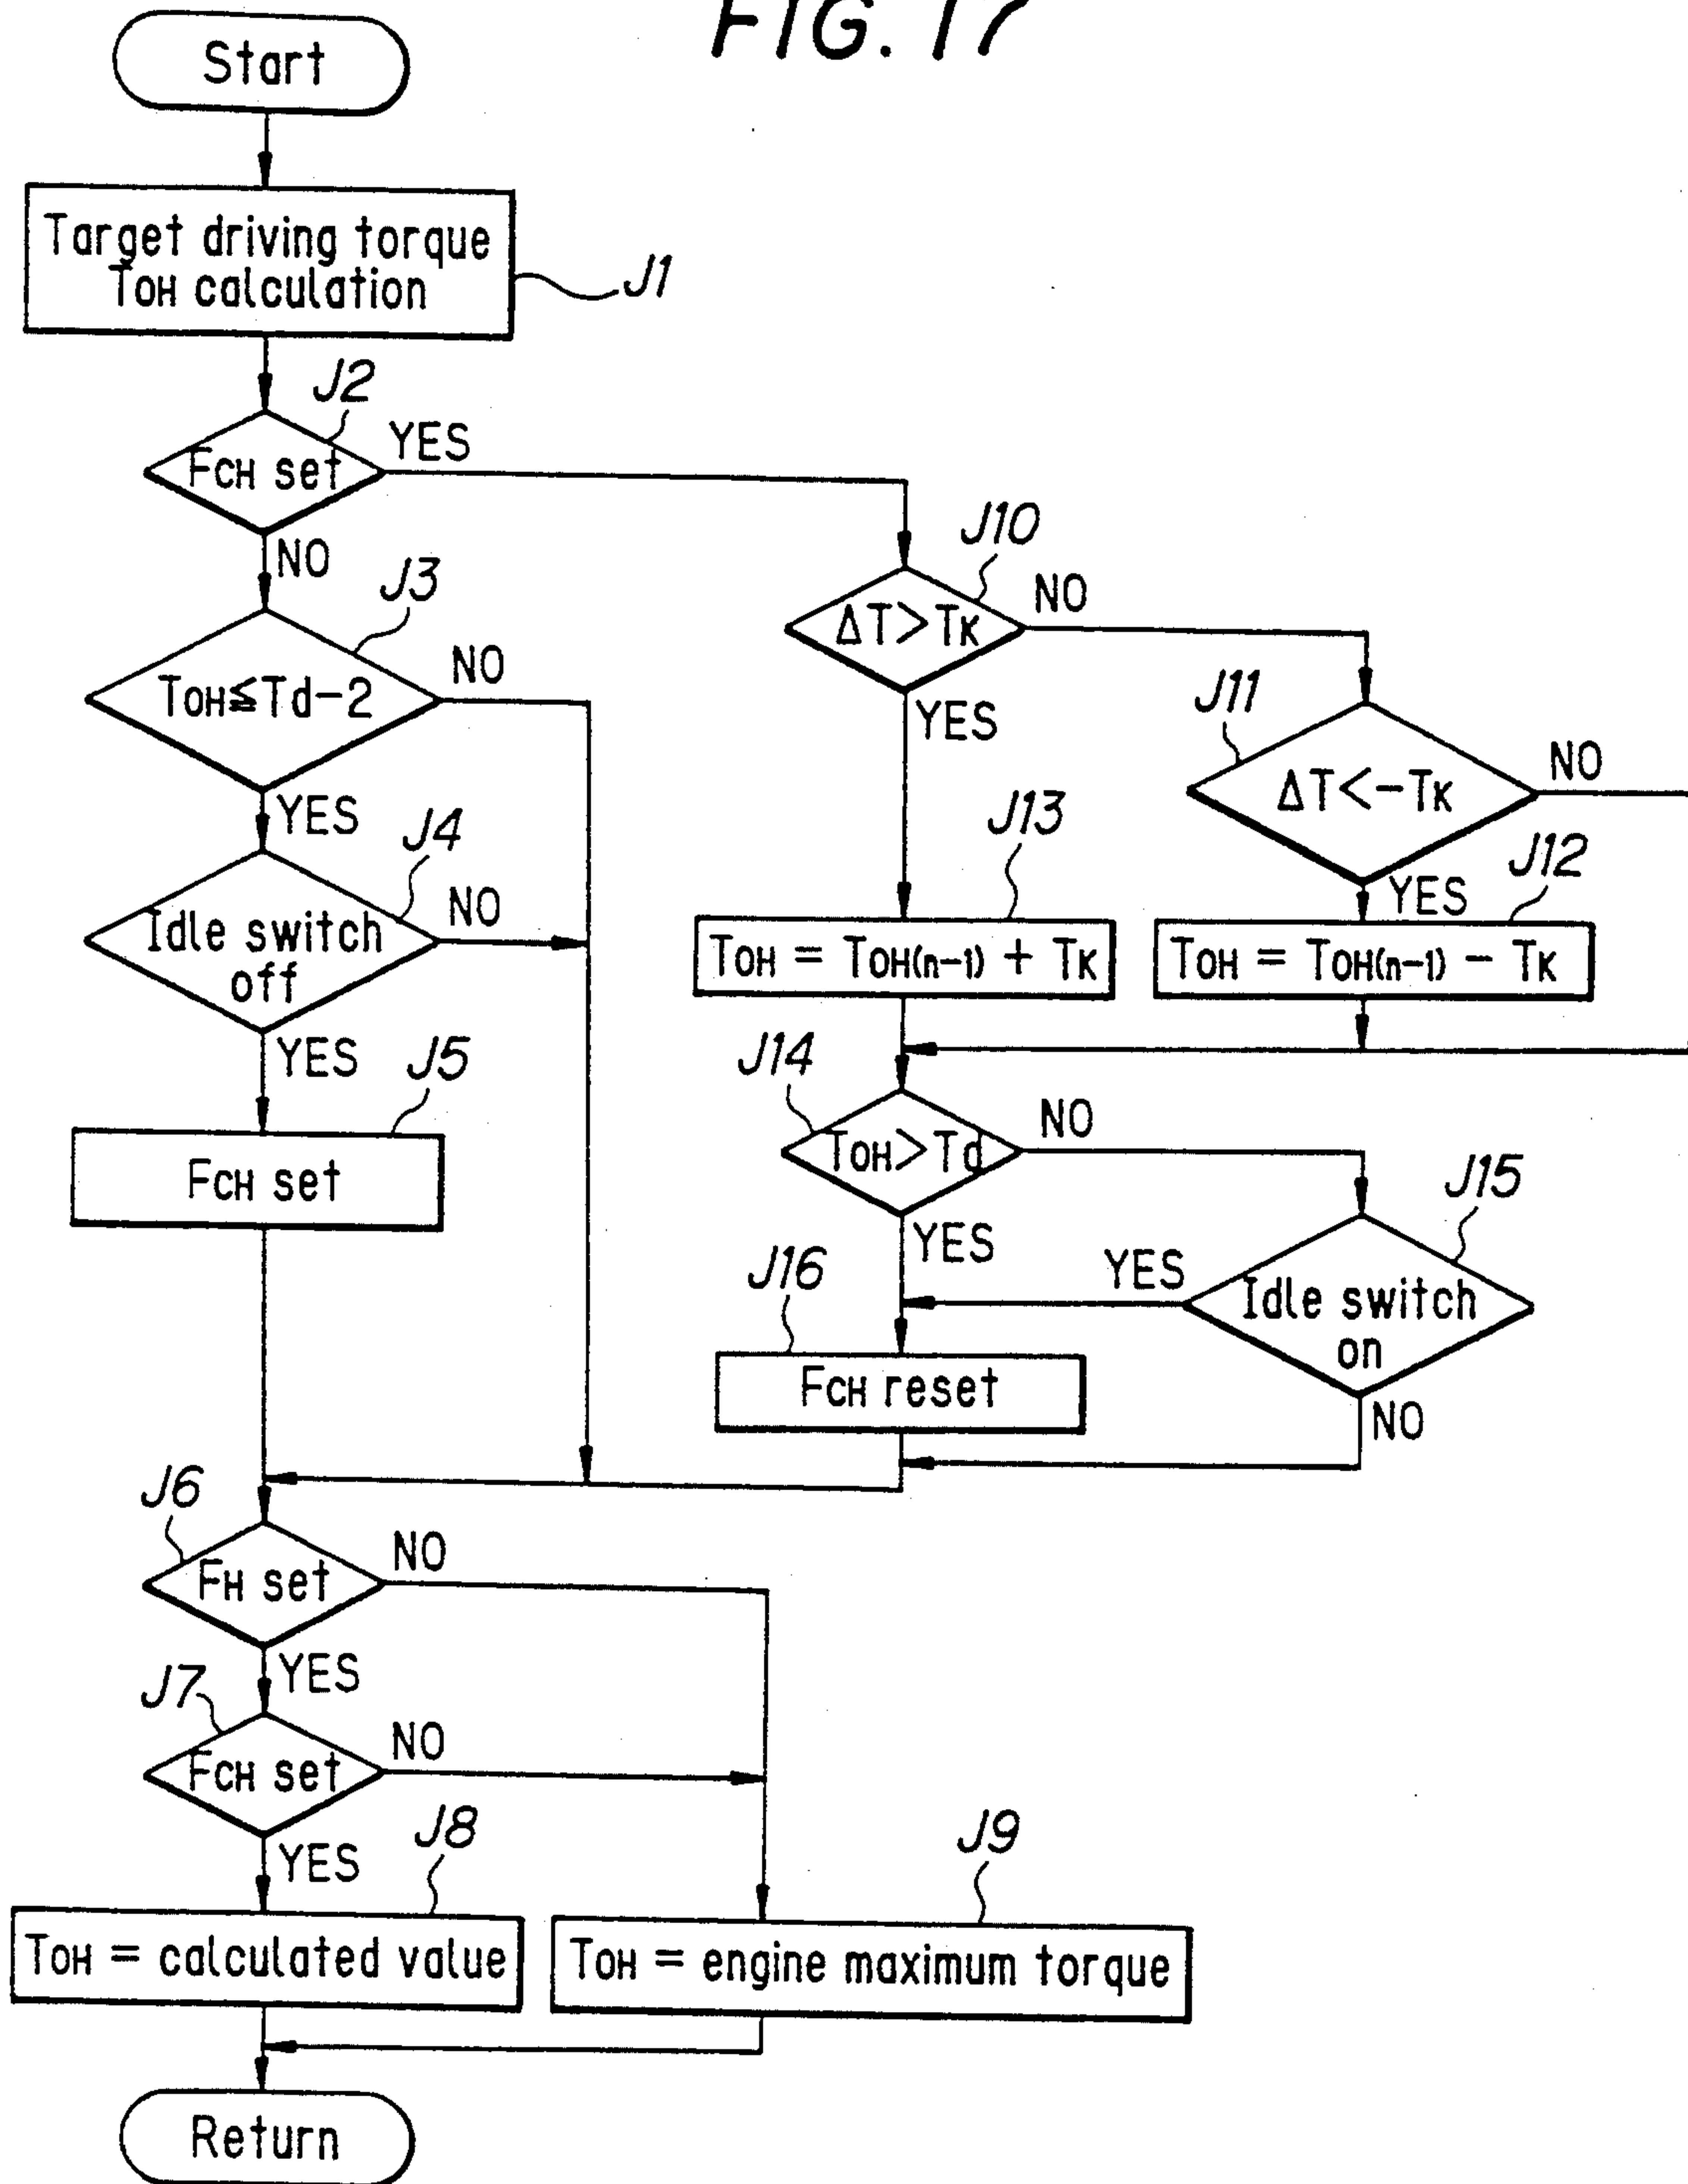 FIG. 17
Start
Target driving torque
TOH calculation
J1
J2
FCH set
YES
NO
J3
TOH≦Td-2
NO
YES
J4
Idle switch
off
NO
YES
J5
FCH set
J10
ΔT>TK
NO
YES
J11
ΔT<-TK
NO
YES
J13
TOH = TOH(n-1) + TK
J12
TOH = TOH(n-1) - TK
J14
TOH>Td
NO
YES
J15
Idle switch
on
YES
NO
J16
FCH reset
J6
FH set
NO
YES
J7
FCH set
NO
YES
J8
TOH = calculated value
J9
TOH = engine maximum torque
Return